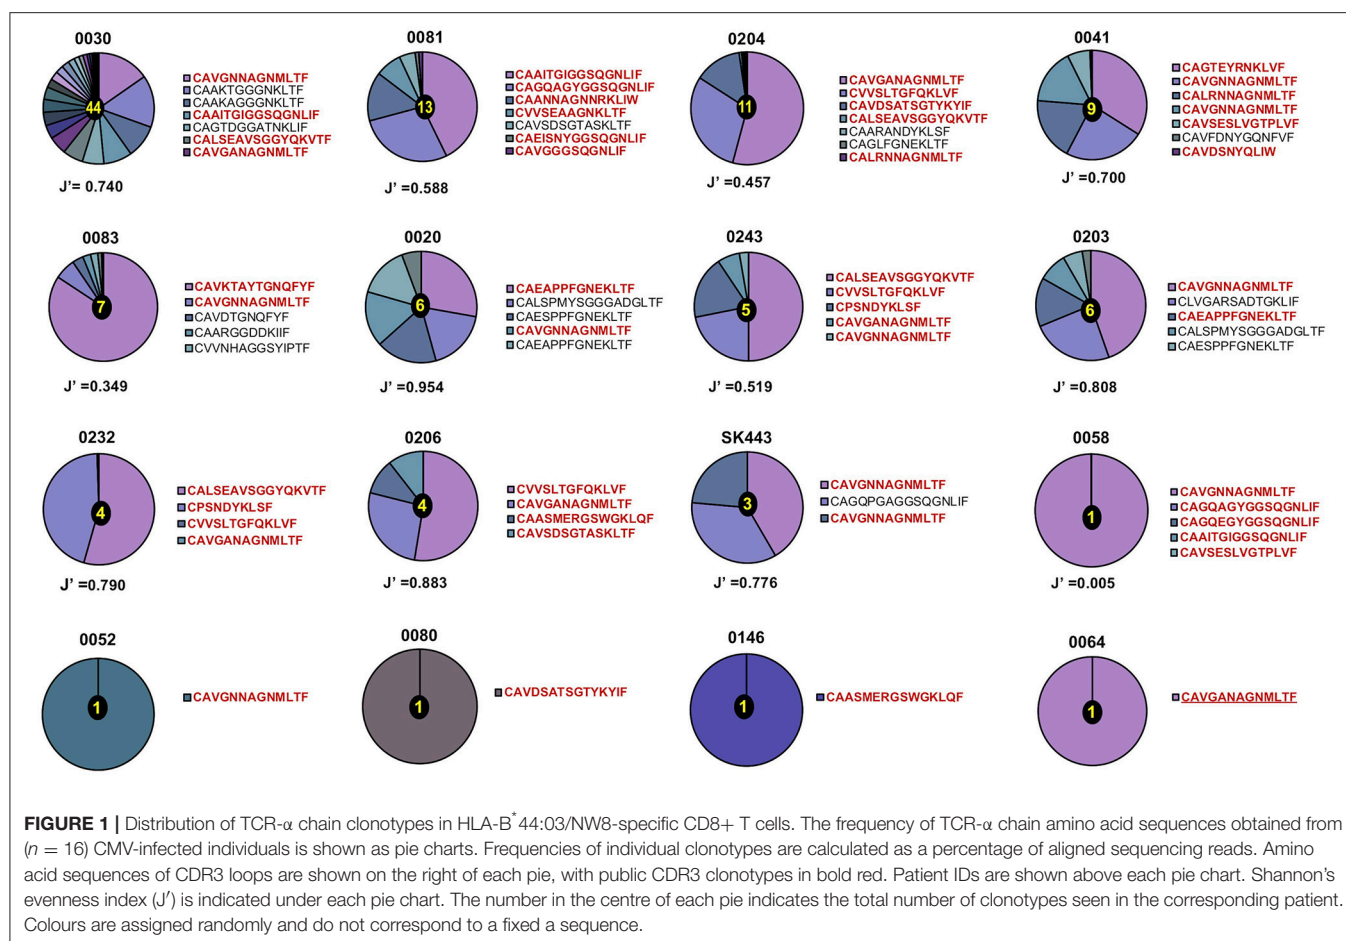 0030
44
CAVGNNAGNMLTF
CAAKTGGGNKLTF
CAAKAGGGNKLTF
CAAITGIGGSQGNLIF
CAGTDGGATNKLIF
CALSEAVSGGYQKVTF
CAVGANAGNMLTF
J'= 0.740
0081
13
CAAITGIGGSQGNLIF
CAGQAGYGGSQGNLIF
CAANNAGNNRKLIW
CVVSEAAGNKLTF
CAVSDSGTASKLTF
CAEISNYGGSQGNLIF
CAVGGGSQGNLIF
J' =0.588
0204
11
CAVGANAGNMLTF
CVVSLTGFQKLVF
CAVDSATSGTYKYIF
CALSEAVSGGYQKVTF
CAARANDYKLSF
CAGLFGNEKLTF
CALRNNAGNMLTF
J' =0.457
0041
9
CAGTEYRNKLVF
CAVGNNAGNMLTF
CALRNNAGNMLTF
CAVGNNAGNMLTF
CAVSESLVGTPLVF
CAVFDNYGQNFVF
CAVDSNYQLIW
J' =0.700
0083
7
CAVKTAYTGNQFYF
CAVGNNAGNMLTF
CAVDTGNQFYF
CAARGGDDKIIF
CVVNHAGGSYIPTF
J' =0.349
0020
6
CAEAPPFGNEKLTF
CALSPMYSGGGADGLTF
CAESPPFGNEKLTF
CAVGNNAGNMLTF
CAEAPPFGNEKLTF
J' =0.954
0243
5
CALSEAVSGGYQKVTF
CVVSLTGFQKLVF
CPSNDYKLSF
CAVGANAGNMLTF
CAVGNNAGNMLTF
J' =0.519
0203
6
CAVGNNAGNMLTF
CLVGARSADTGKLIF
CAEAPPFGNEKLTF
CALSPMYSGGGADGLTF
CAESPPFGNEKLTF
J' =0.808
0232
4
CALSEAVSGGYQKVTF
CPSNDYKLSF
CVVSLTGFQKLVF
CAVGANAGNMLTF
J' =0.790
0206
4
CVVSLTGFQKLVF
CAVGANAGNMLTF
CAASMERGSWGKLQF
CAVSDSGTASKLTF
J' =0.883
SK443
3
CAVGNNAGNMLTF
CAGQPGAGGSQGNLIF
CAVGNNAGNMLTF
J' =0.776
0058
1
CAVGNNAGNMLTF
CAGQAGYGGSQGNLIF
CAGQEGYGGSQGNLIF
CAAITGIGGSQGNLIF
CAVSESLVGTPLVF
J' =0.005
0052
1
CAVGNNAGNMLTF
0080
1
CAVDSATSGTYKYIF
0146
1
CAASMERGSWGKLQF
0064
1
CAVGANAGNMLTF
FIGURE 1 | Distribution of TCR-α chain clonotypes in HLA-B*44:03/NW8-specific CD8+ T cells. The frequency of TCR-α chain amino acid sequences obtained from
(n = 16) CMV-infected individuals is shown as pie charts. Frequencies of individual clonotypes are calculated as a percentage of aligned sequencing reads. Amino
acid sequences of CDR3 loops are shown on the right of each pie, with public CDR3 clonotypes in bold red. Patient IDs are shown above each pie chart. Shannon's
evenness index (J′) is indicated under each pie chart. The number in the centre of each pie indicates the total number of clonotypes seen in the corresponding patient.
Colours are assigned randomly and do not correspond to a fixed a sequence.